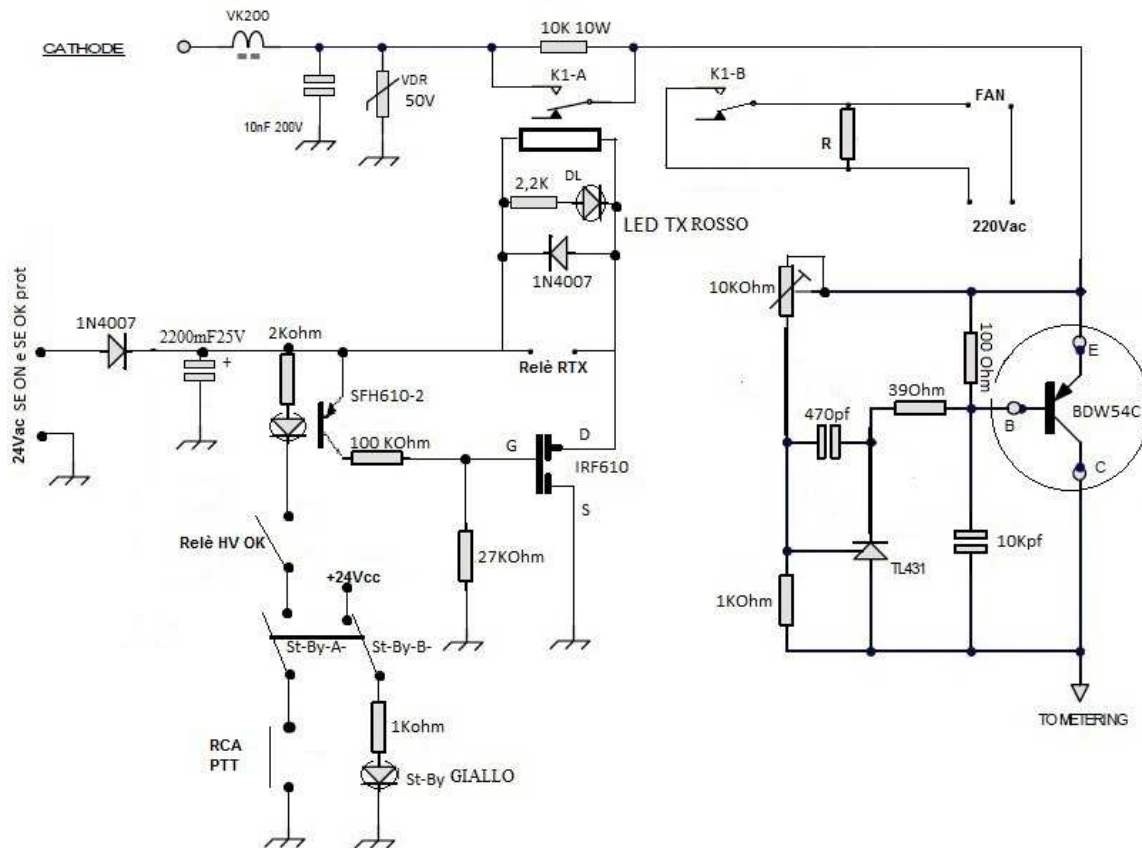 VK200
CATHODE
10K 10W
K1-A
K1-B
VDR
50V
FAN
10nF 200V
R
2,2K
DL
LED TX ROSSO
220Vac
1N4007
10KOhm
1N4007
2200mF25V
+
2Kohm
100 Ohm
E
Relè RTX
24Vac SE ON e SE OK prot
SFH610-2
39Ohm
470pf
B
BDW54C
100 KOhm
G
D
IRF610
C
S
Relè HV OK
27KOhm
10Kpf
TL431
+24Vcc
1KOhm
St-By-A-
St-By-B-
TO METERING
1Kohm
RCA
PTT
St-By GIALLO